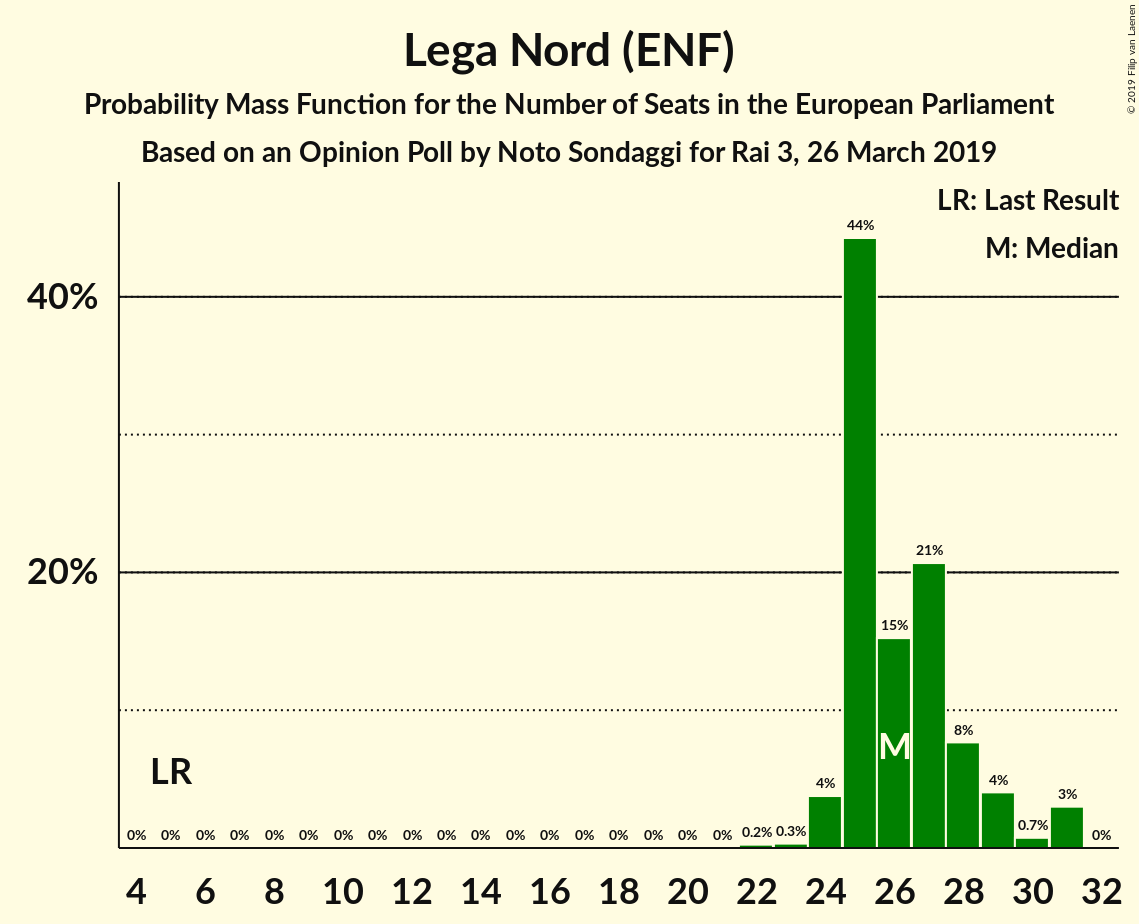 Lega Nord (ENF)
Probability Mass Function for the Number of Seats in the European Parliament
Based on an Opinion Poll by Noto Sondaggi for Rai 3, 26 March 2019
© 2019 Filip van Laenen
LR: Last Result
M: Median
40%
20%
LR
M
0% 0% 0% 0% 0% 0% 0% 0% 0% 0% 0% 0% 0% 0% 0% 0% 0% 0% 0.2% 0.3% 4% 44% 15% 21% 8% 4% 0.7% 3% 0%
4 6 8 10 12 14 16 18 20 22 24 26 28 30 32